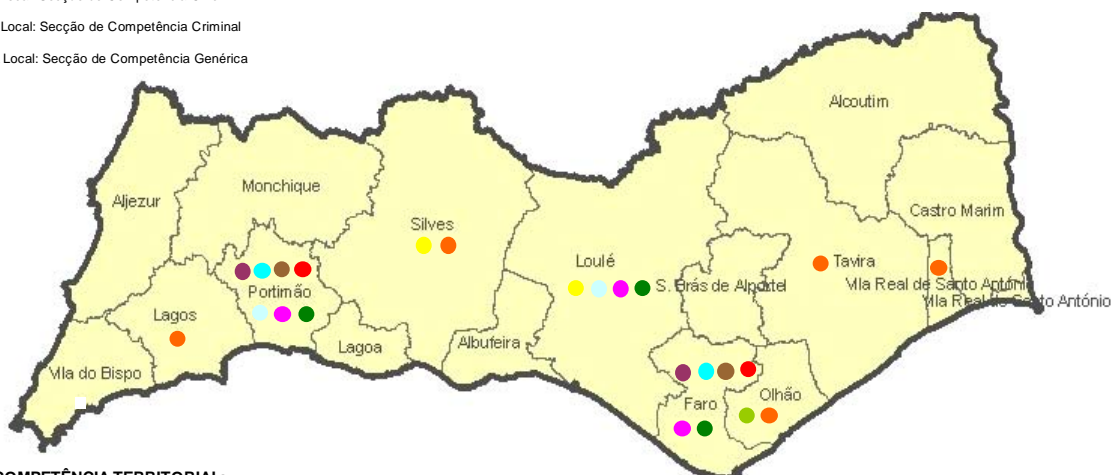 Local: Secção de Competência Criminal
Local: Secção de Competência Genérica
Alcoutim
Monchique
Aljezur
Castro Marim
Silves
Loulé
Tavira
S. Brás de Alportel
Vila Real de Santo António
Vila Real de Santo António
Portimão
Lagos
Lagoa
Albufeira
Vila do Bispo
Olhão
Faro
COMPETÊNCIA TERRITORIAL: